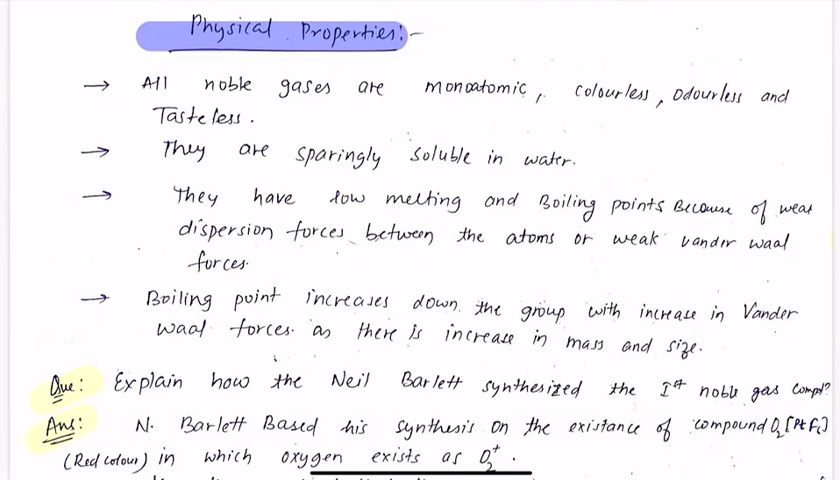 Physical Properties:-
→ All noble gases are monoatomic, colourless, odourless and
Tasteless.
→ They are sparingly soluble in water.
→ They have low melting and Boiling points Because of weak
dispersion forces between the atoms or weak vander waal
forces.
→ Boiling point increases down the group with increase in Vander
waal forces as there is increase in mass and size.
Que: Explain how the Neil Barlett synthesized the Ist noble gas compd?
Ans: N. Barlett Based his synthesis on the existance of compound O2[PtF6]
(Red colour) in which oxygen exists as O2+.